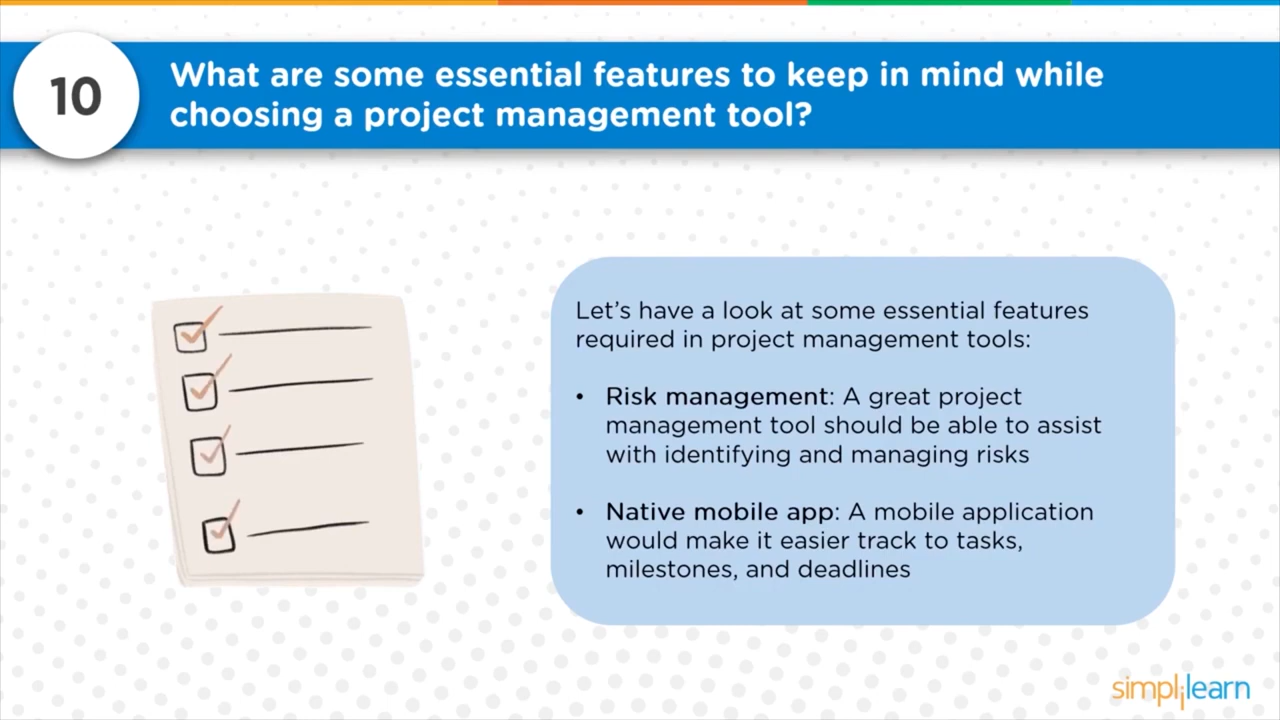 10
What are some essential features to keep in mind while
choosing a project management tool?
Let’s have a look at some essential features
required in project management tools:
• Risk management: A great project
management tool should be able to assist
with identifying and managing risks
• Native mobile app: A mobile application
would make it easier track to tasks,
milestones, and deadlines
simplilearn